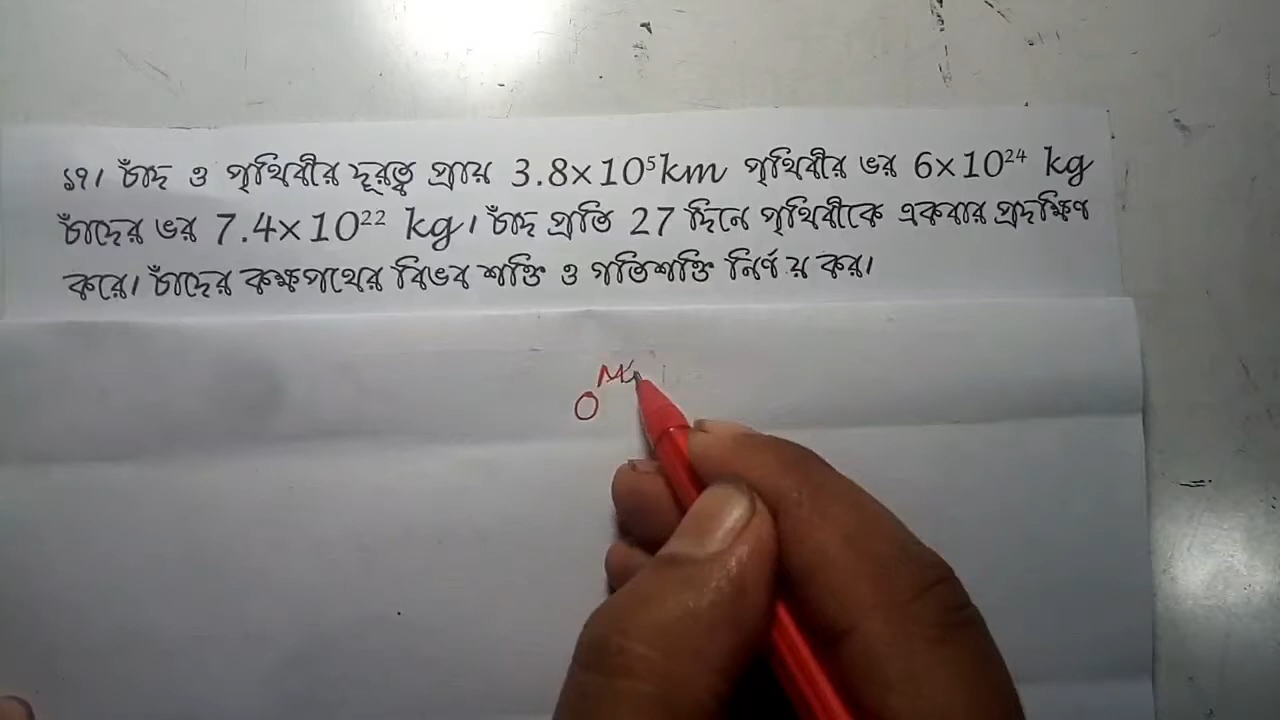 ১৭। চাঁদ ও পৃথিবীর দূরত্ব প্রায় 3.8×10⁵km পৃথিবীর ভর 6×10²⁴ kg
চাঁদের ভর 7.4×10²² kg। চাঁদ প্রতি 27 দিনে পৃথিবীকে একবার প্রদক্ষিণ
করে। চাঁদের কক্ষপথের বিভব শক্তি ও গতিশক্তি নির্ণয় কর।
M
O